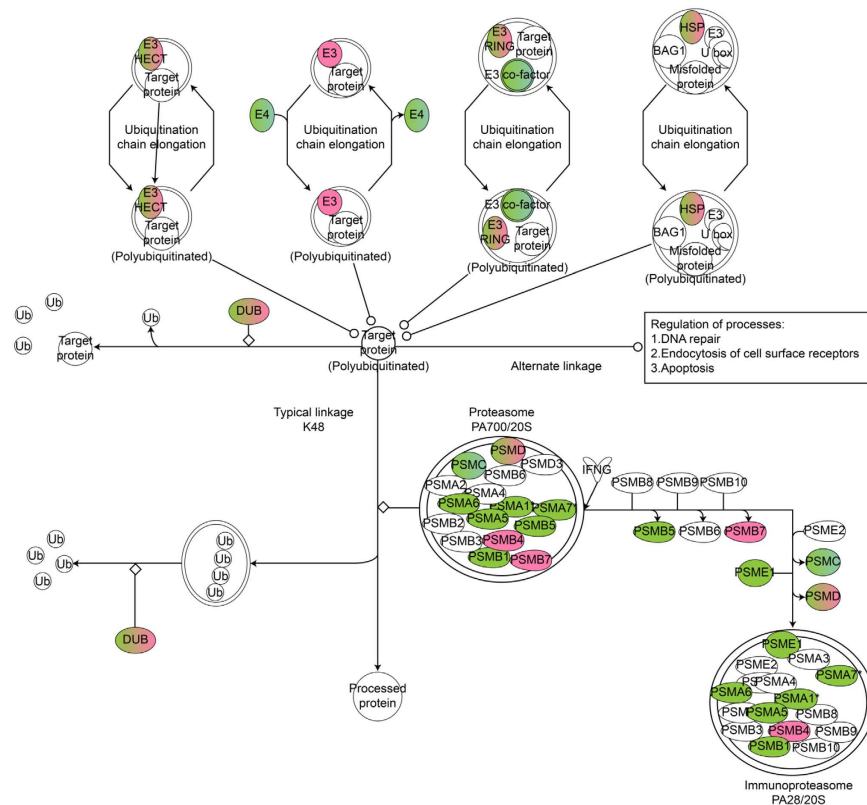 E3
HECT
Target
protein
Ubiquitination
chain elongation
E3
HECT
Target
protein
(Polyubiquitinated)
E3
Target
protein
E4
Ubiquitination
chain elongation
E4
E3
Target
protein
(Polyubiquitinated)
E3
RING
Target
protein
E3 co-factor
Ubiquitination
chain elongation
E3 co-factor
E3
RING
Target
protein
(Polyubiquitinated)
HSP
E3
BAG1
U box
Misfolded
protein
Ubiquitination
chain elongation
HSP
E3
BAG1
U box
Misfolded
protein
(Polyubiquitinated)
Ub
Ub
Ub
Target
protein
Ub
DUB
Target
protein
(Polyubiquitinated)
Alternate linkage
Regulation of processes:
1.DNA repair
2.Endocytosis of cell surface receptors
3.Apoptosis
Typical linkage
K48
Proteasome
PA700/20S
PSMD
PSMC
PSMD3
PSMB6
PSMA2
PSMA4
PSMA6
PSMA1*
PSMA7*
PSMA5
PSMB2
PSMB5
PSMB3
PSMB4
PSMB1
PSMB7
IFNG
PSMB8
PSMB9
PSMB10
PSMB5
PSMB6
PSMB7
PSME2
PSME1
PSMC
PSMD
Ub
Ub
Ub
Ub
Ub
Ub
Ub
Ub
Ub
DUB
Processed
protein
PSME1
PSMA3
PSME2
PSMA7*
PSMA4
PSMA6
PSMA1*
PSMA5
PSMB8
PSMB3
PSMB4
PSMB9
PSMB1
PSMB10
Immunoproteasome
PA28/20S